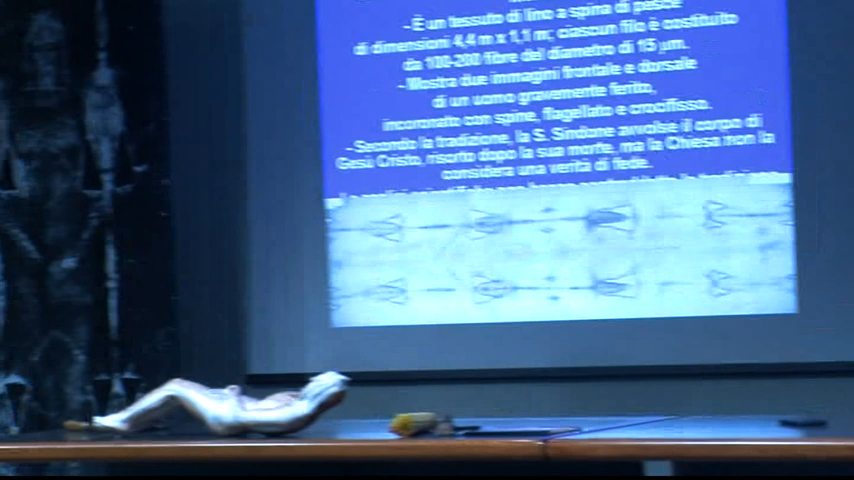 -È un tessuto di lino a spina di pesce
di dimensioni 4,4 m x 1,1 m; ciascun filo è costituito
da 100-200 fibre del diametro di 15 µm.
-Mostra due immagini frontale e dorsale
di un uomo gravemente ferito,
incoronato con spine, flagellato e crocifisso.
-Secondo la tradizione, la S. Sindone avvolse il corpo di
Gesù Cristo, risorto dopo la sua morte, ma la Chiesa non la
considera una verità di fede.